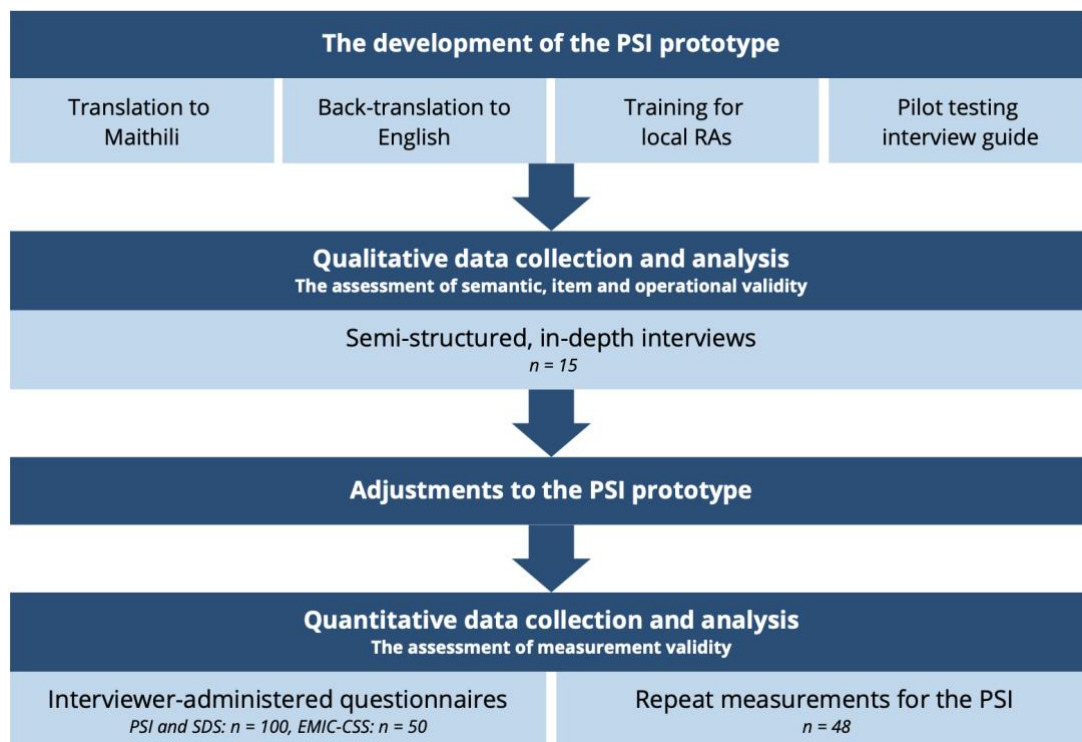 The development of the PSI prototype
Translation to
Maithili
Back-translation to
English
Training for
local RAs
Pilot testing
interview guide
Qualitative data collection and analysis
The assessment of semantic, item and operational validity
Semi-structured, in-depth interviews
n = 15
Adjustments to the PSI prototype
Quantitative data collection and analysis
The assessment of measurement validity
Interviewer-administered questionnaires
PSI and SDS: n = 100, EMIC-CSS: n = 50
Repeat measurements for the PSI
n = 48